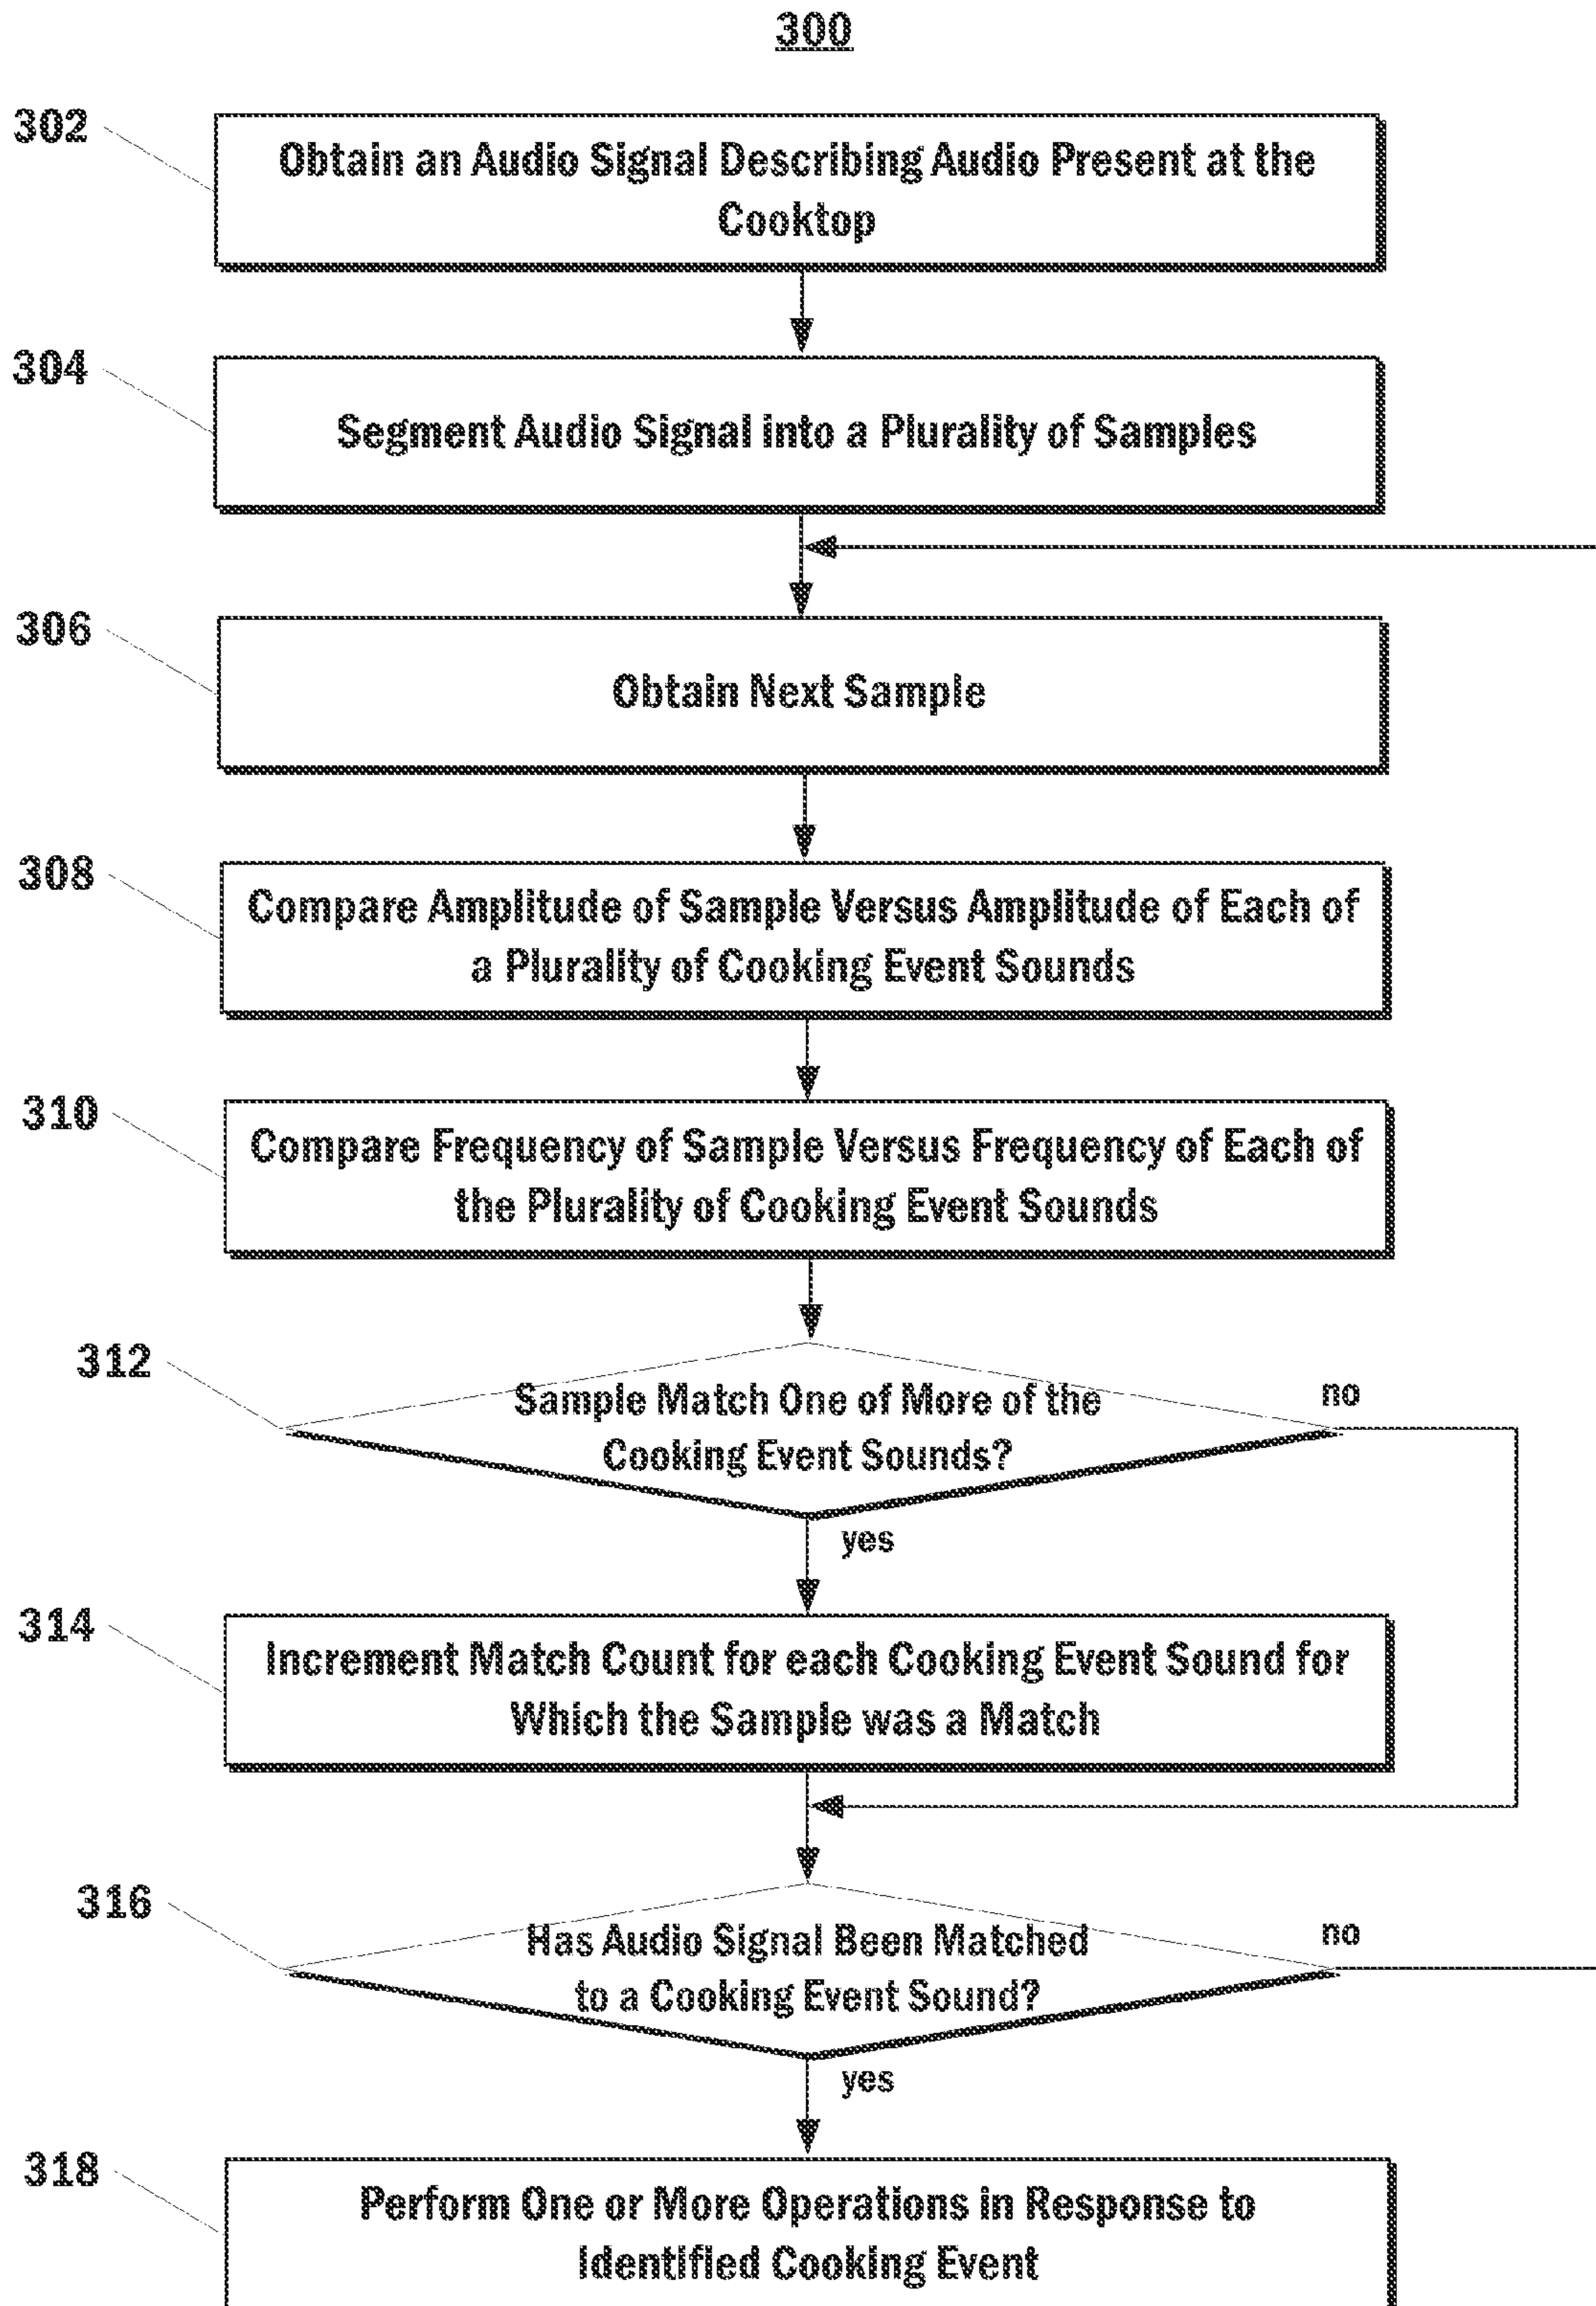 300
302
Obtain an Audio Signal Describing Audio Present at the
Cooktop
304
Segment Audio Signal into a Plurality of Samples
306
Obtain Next Sample
308
Compare Amplitude of Sample Versus Amplitude of Each of
a Plurality of Cooking Event Sounds
310
Compare Frequency of Sample Versus Frequency of Each of
the Plurality of Cooking Event Sounds
312
Sample Match One of More of the
Cooking Event Sounds?
no
yes
314
Increment Match Count for each Cooking Event Sound for
Which the Sample was a Match
316
Has Audio Signal Been Matched
to a Cooking Event Sound?
no
yes
318
Perform One or More Operations in Response to
Identified Cooking Event